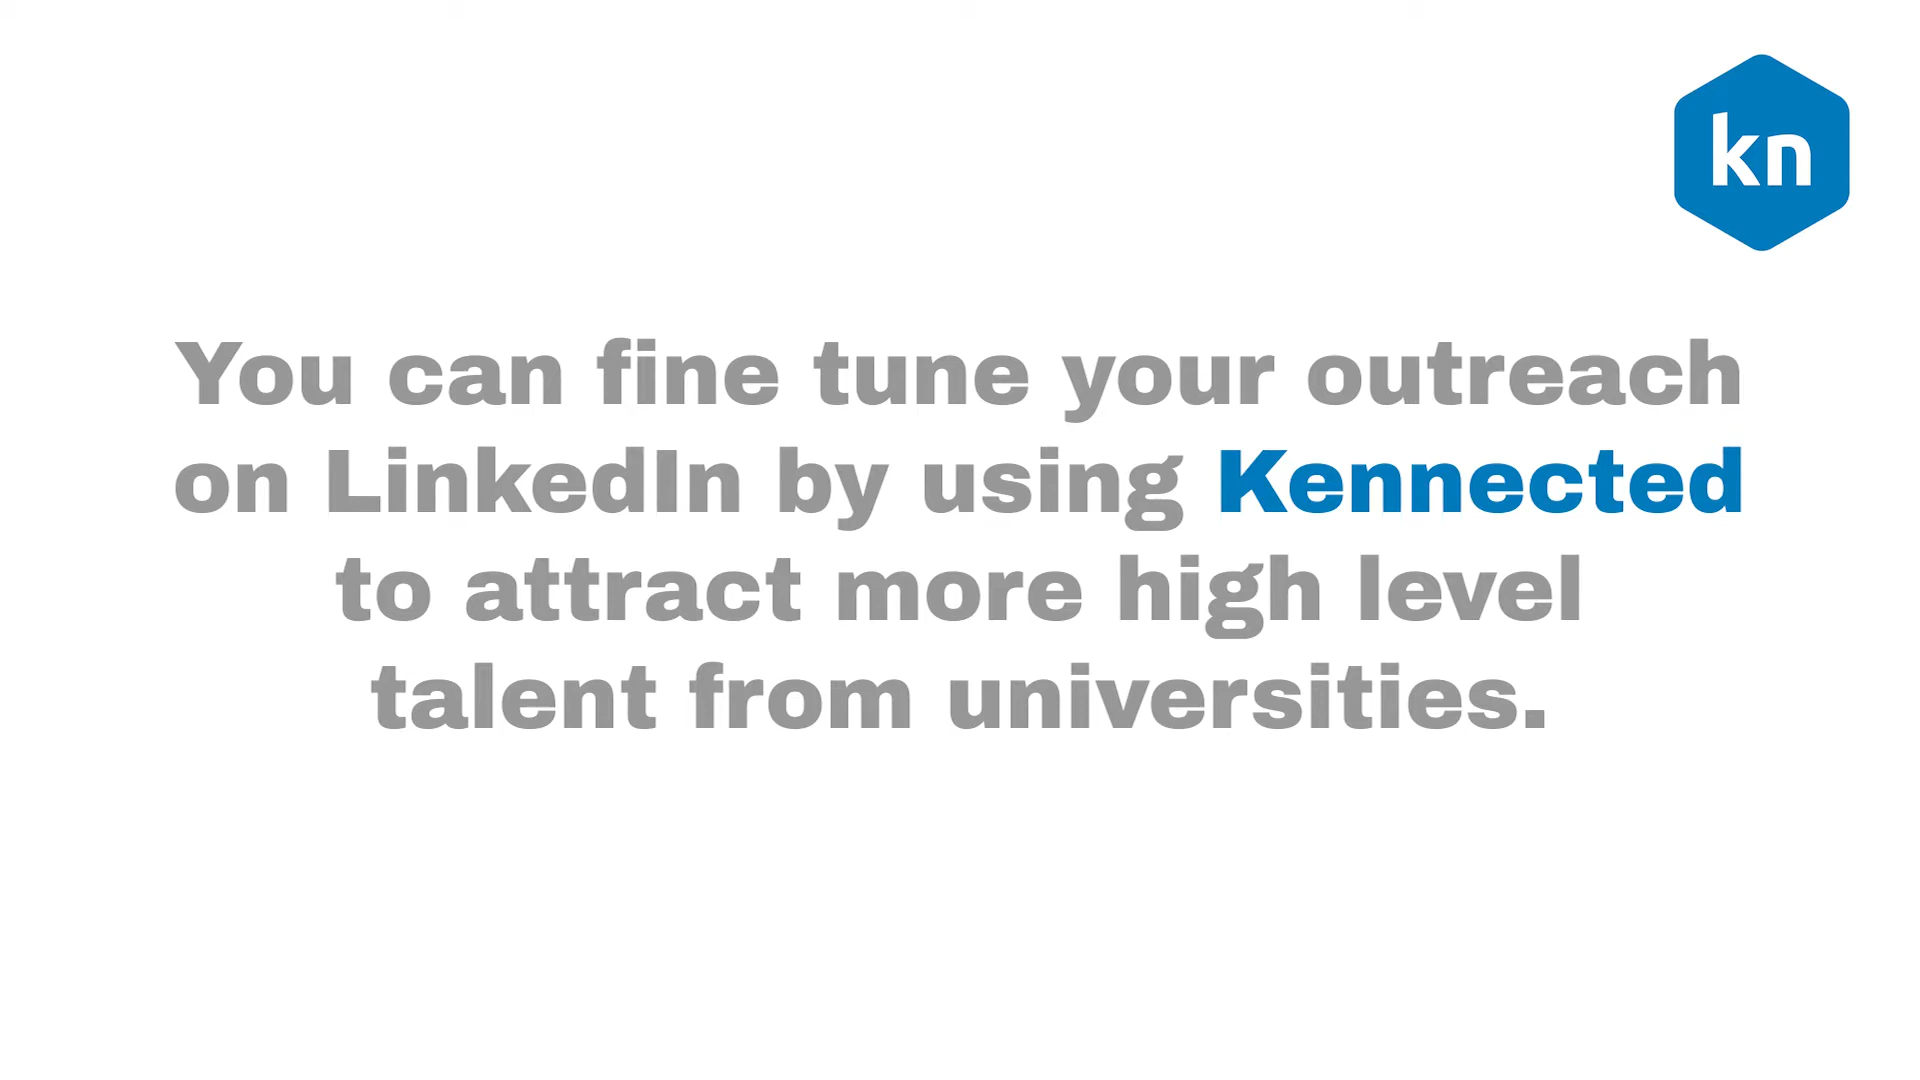 kn
You can fine tune your outreach
on LinkedIn by using Kennected
to attract more high level
talent from universities.